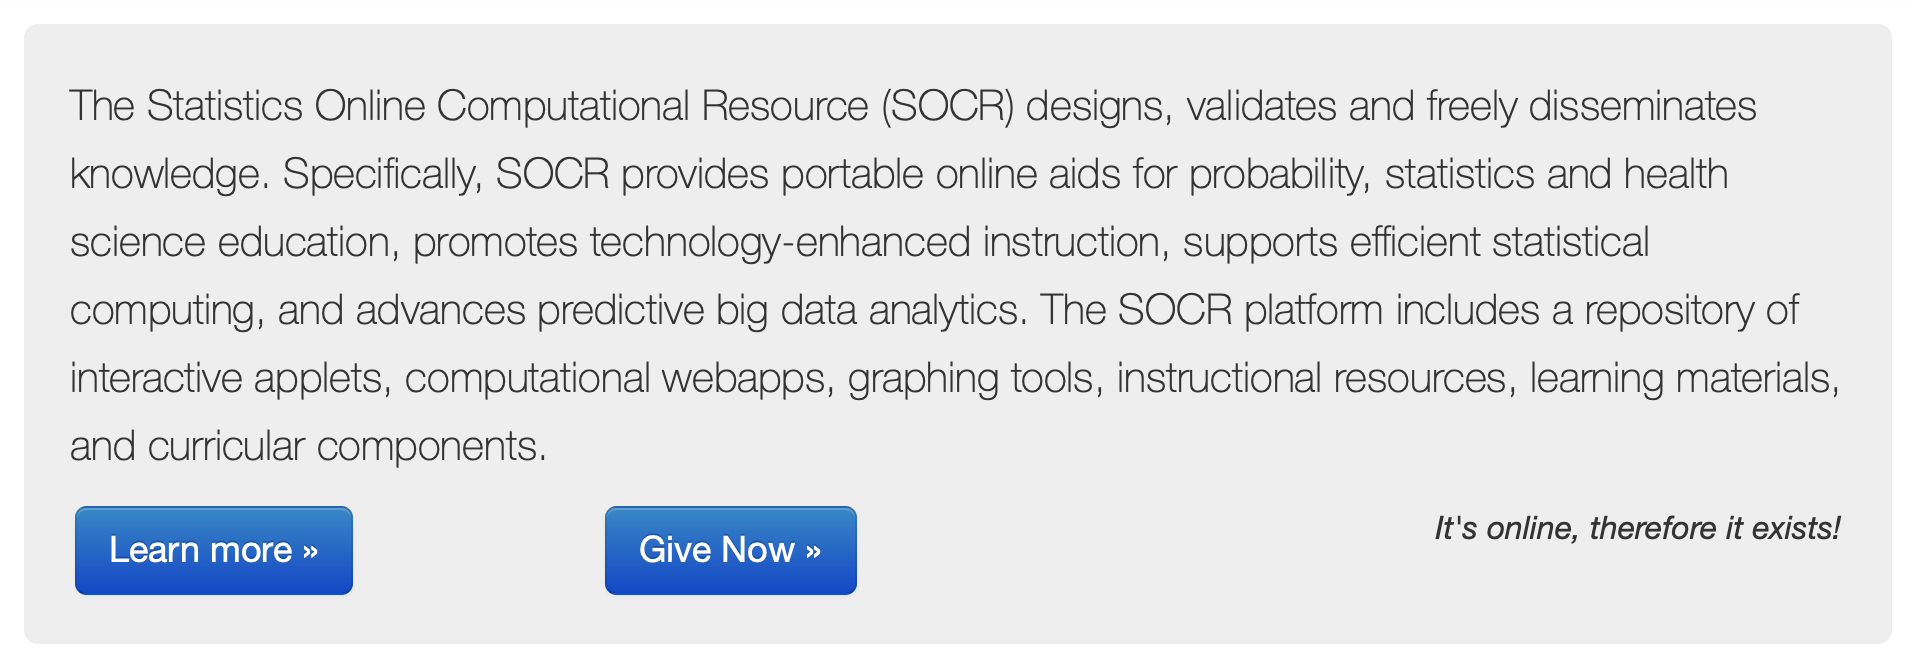 The Statistics Online Computational Resource (SOCR) designs, validates and freely disseminates
knowledge. Specifically, SOCR provides portable online aids for probability, statistics and health
science education, promotes technology-enhanced instruction, supports efficient statistical
computing, and advances predictive big data analytics. The SOCR platform includes a repository of
interactive applets, computational webapps, graphing tools, instructional resources, learning materials,
and curricular components.
Learn more »
Give Now »
It's online, therefore it exists!